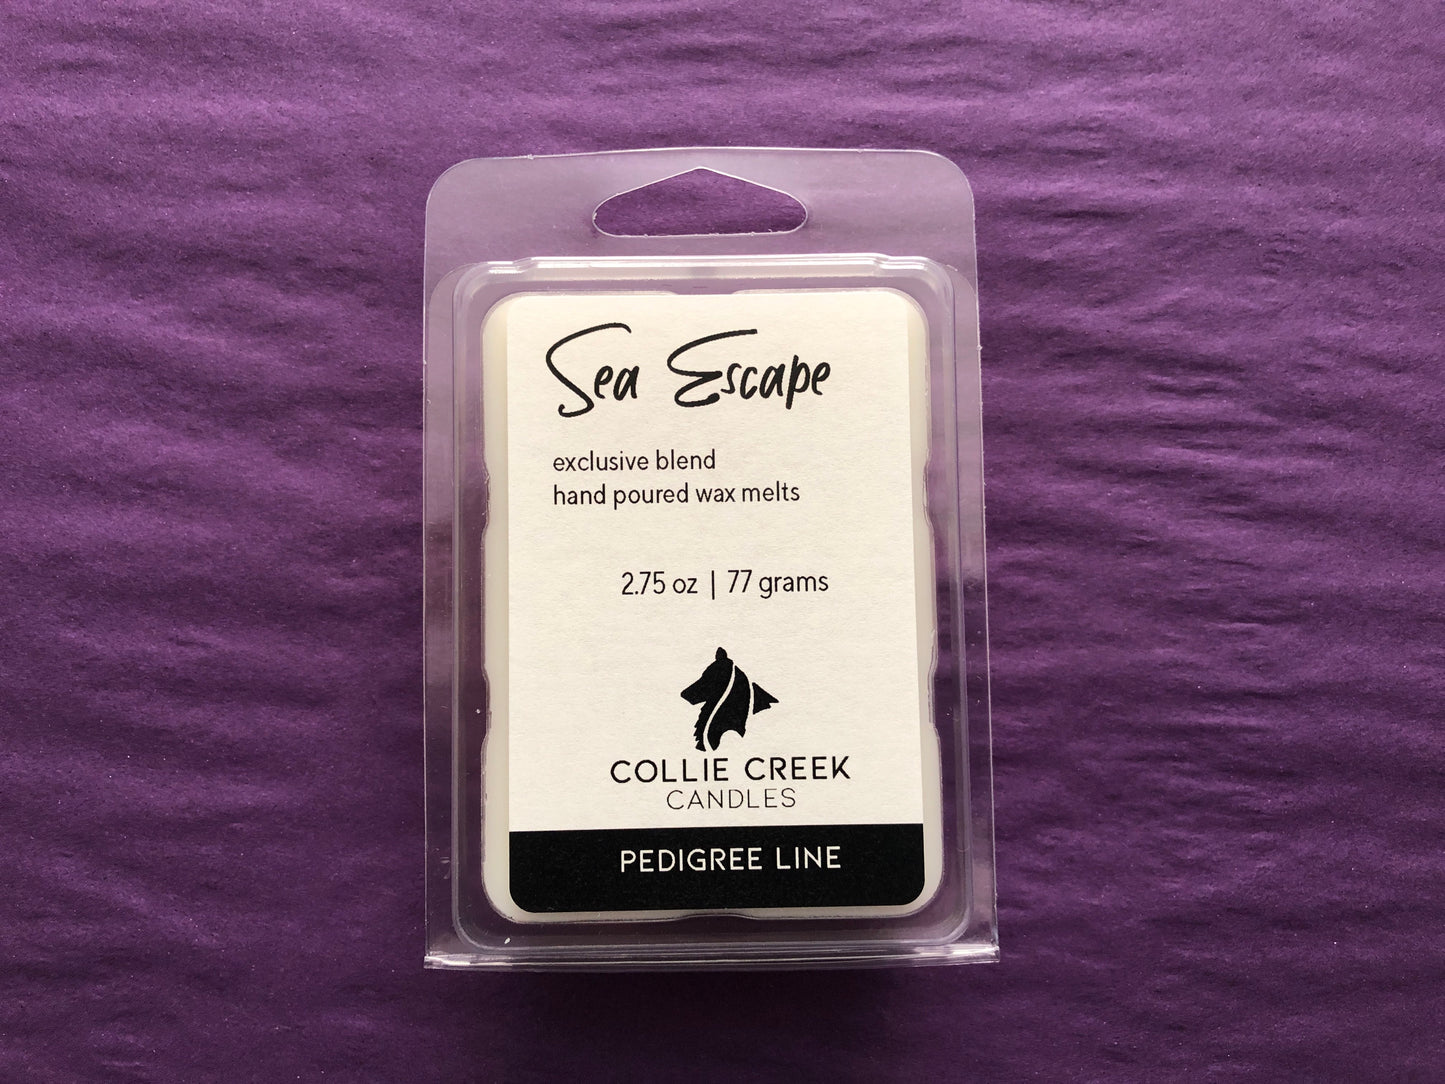 Sea Escape
exclusive blend
hand poured wax melts
2.75 oz | 77 grams
COLLIE CREEK
CANDLES
PEDIGREE LINE